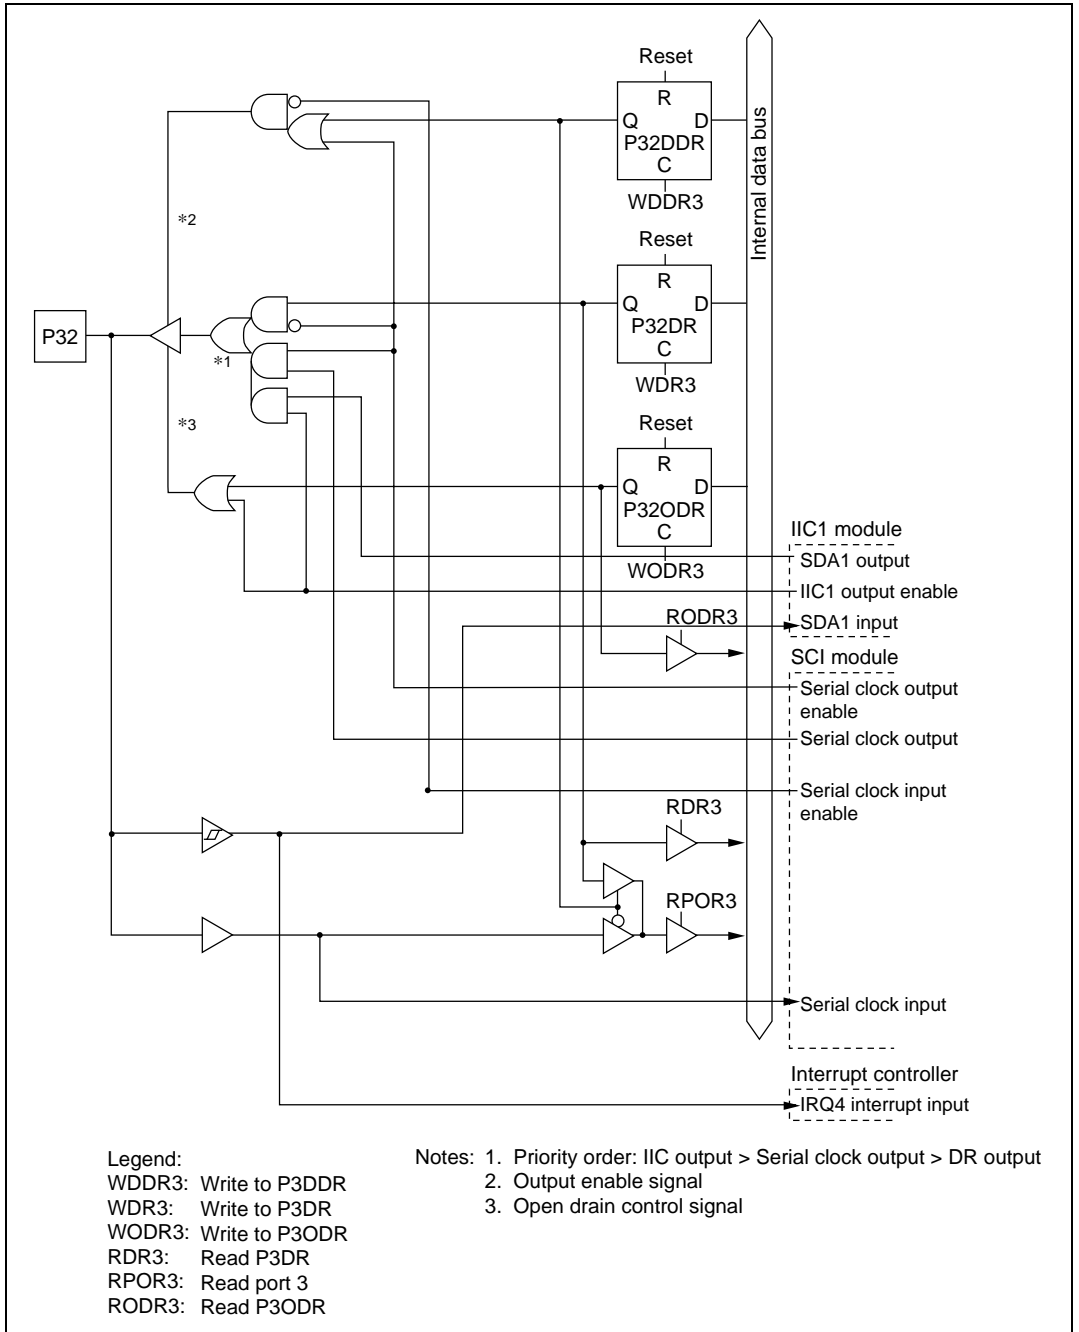 Reset
R
Q D
P32DDR
C
WDDR3
Internal data bus
*2
Reset
R
Q D
P32DR
C
WDR3
P32
*1
*3
Reset
R
Q D
P32ODR
C
WODR3
IIC1 module
SDA1 output
IIC1 output enable
SDA1 input
RODR3
SCI module
Serial clock output
enable
Serial clock output
Serial clock input
enable
RDR3
RPOR3
Serial clock input
Interrupt controller
IRQ4 interrupt input
Legend:
WDDR3: Write to P3DDR
WDR3: Write to P3DR
WODR3: Write to P3ODR
RDR3: Read P3DR
RPOR3: Read port 3
RODR3: Read P3ODR
Notes: 1. Priority order: IIC output > Serial clock output > DR output
2. Output enable signal
3. Open drain control signal